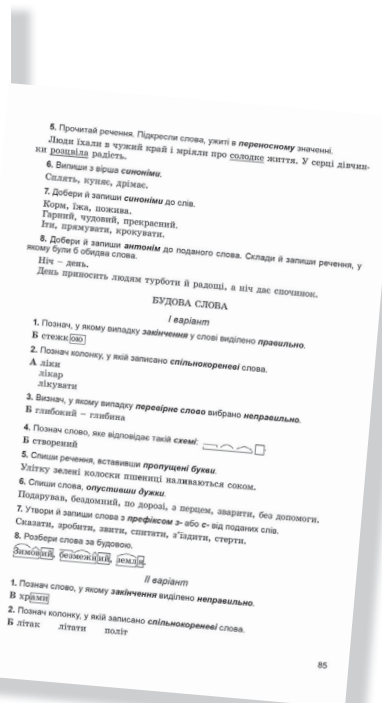 5. Прочитай речення. Підкресли слова, ужиті в переносному значенні.
Люди їхали в чужий край і мріяли про солодке життя. У серці дівчин-
ки розцвіла радість.
6. Випиши з вірша синоніми.
Сплять, куняє, дрімає.
7. Добери й запиши синоніми до слів.
Корм, їжа, пожива.
Гарний, чудовий, прекрасний.
Іти, прямувати, крокувати.
8. Добери й запиши антонім до поданого слова. Склади й запиши речення, у
якому були б обидва слова.
Ніч – день.
День приносить людям турботи й радощі, а ніч дає спочинок.
БУДОВА СЛОВА
І варіант
1. Познач, у якому випадку закінчення у слові виділено правильно.
Б стежкою
2. Познач колонку, у якій записано спільнокореневі слова.
А ліки
лікар
лікувати
3. Визнач, у якому випадку перевірне слово вибрано неправильно.
Б глибокий – глибина
4. Познач слово, яке відповідає такій схемі:
Б створений
5. Спиши речення, вставивши пропущені букви.
Улітку зелені колоски пшениці наливаються соком.
6. Спиши слова, опустивши дужки.
Подарував, бездомний, по дорозі, з перцем, зварити, без допомоги.
7. Утвори й запиши слова з префіксом з- або с- від поданих слів.
Сказати, зробити, звити, спитати, з'їздити, стерти.
8. Розбери слова за будовою.
Зимовий, безмежний, земля.
ІІ варіант
1. Познач слово, у якому закінчення виділено неправильно.
В храми
2. Познач колонку, у якій записано спільнокореневі слова.
Б літак літати політ
85